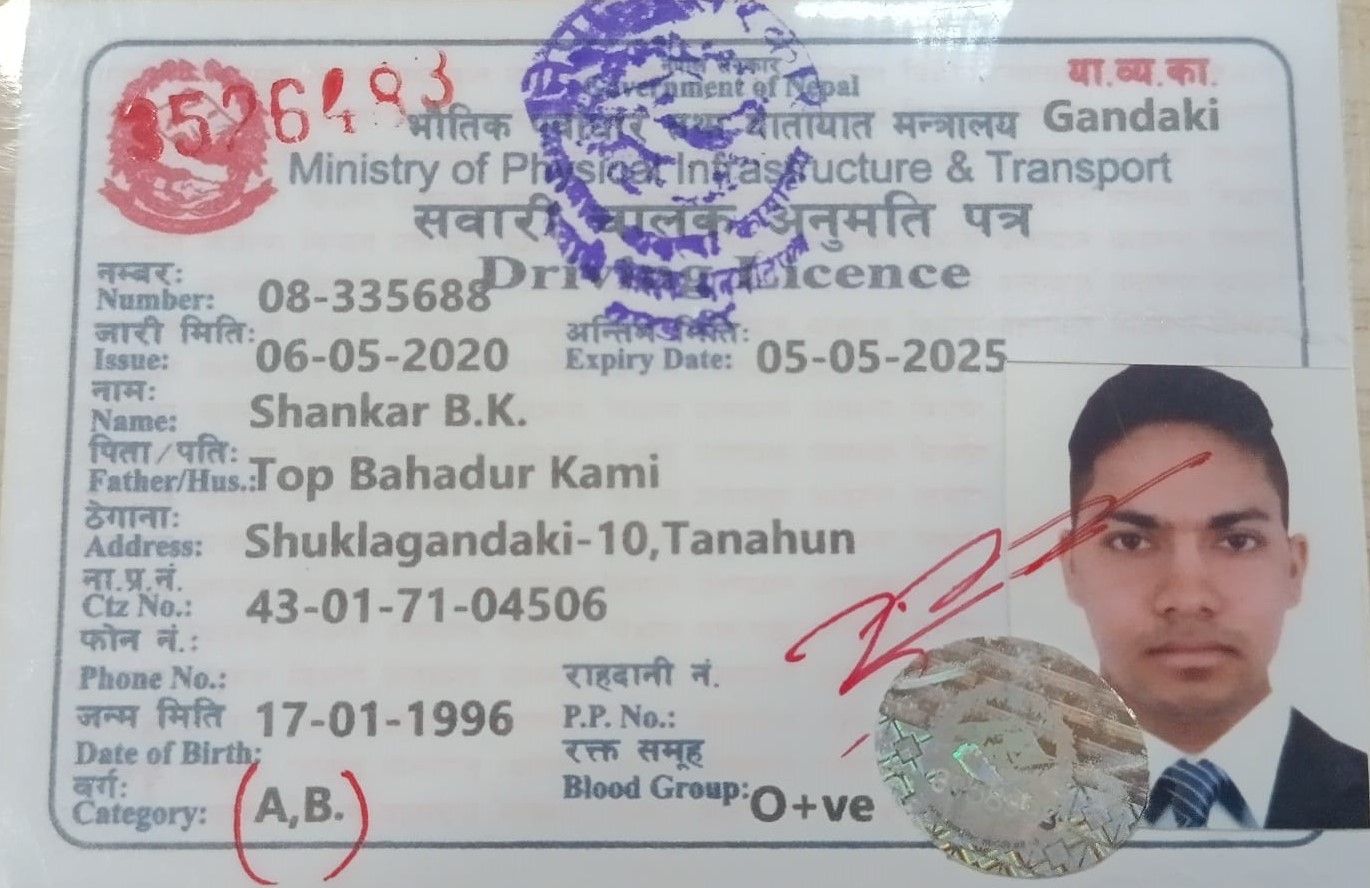 नेपाल सरकार
Government of Nepal
या.व्य.का.
Gandaki
3526493
भौतिक पूर्वाधार तथा यातायात मन्त्रालय
Ministry of Physical Infrastructure & Transport
सवारी चालक अनुमति पत्र
Driving Licence
नम्बर:
Number: 08-335688
जारी मिति: अन्तिम मिति:
Issue: 06-05-2020 Expiry Date: 05-05-2025
नाम:
Name: Shankar B.K.
पिता/पति:
Father/Hus.: Top Bahadur Kami
ठेगाना:
Address: Shuklagandaki-10,Tanahun
ना.प्र.नं.
Ctz No.: 43-01-71-04506
फोन नं.:
Phone No.: राहदानी नं.
जन्म मिति 17-01-1996 P.P. No.:
Date of Birth: रक्त समूह
वर्ग: Blood Group: O+ve
Category: (A,B.)